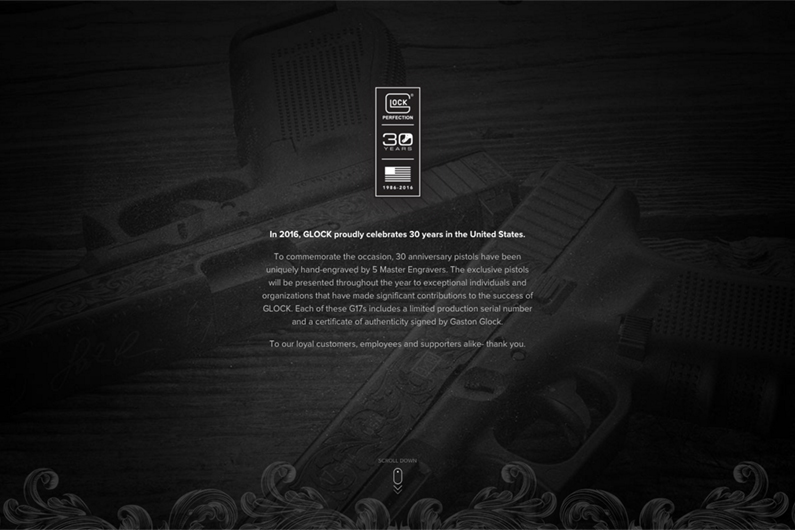 GLOCK
PERFECTION
30
YEARS
1986-2016
In 2016, GLOCK proudly celebrates 30 years in the United States.
To commemorate the occasion, 30 anniversary pistols have been
uniquely hand-engraved by 5 Master Engravers. The exclusive pistols
will be presented throughout the year to exceptional individuals and
organizations that have made significant contributions to the success of
GLOCK. Each of these G17s includes a limited production serial number
and a certificate of authenticity signed by Gaston Glock.
To our loyal customers, employees and supporters alike- thank you.
SCROLL DOWN